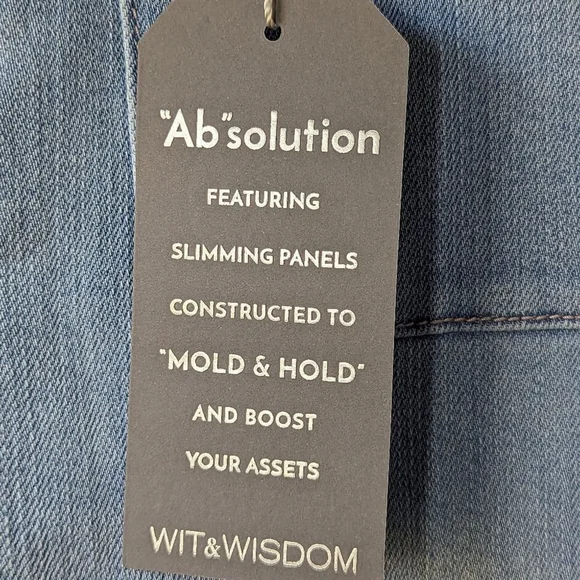 "Ab"solution
FEATURING
SLIMMING PANELS
CONSTRUCTED TO
"MOLD & HOLD"
AND BOOST
YOUR ASSETS
WIT&WISDOM